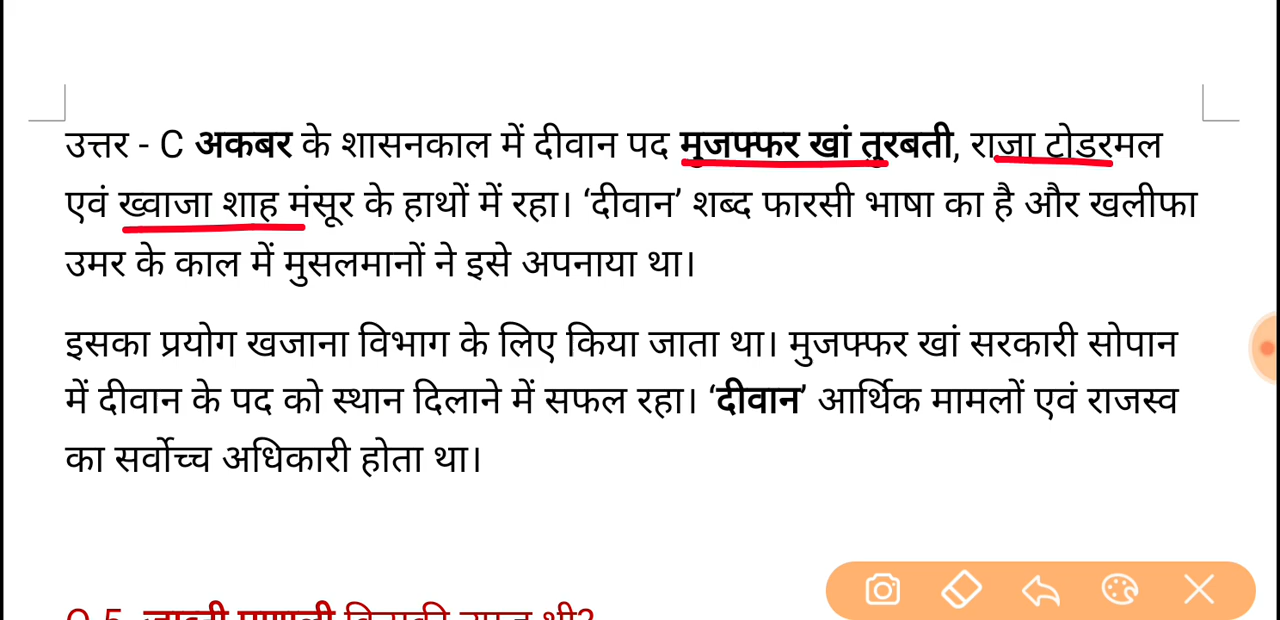 उत्तर - C अकबर के शासनकाल में दीवान पद मुजफ्फर खां तुरबती, राजा टोडरमल
एवं ख्वाजा शाह मंसूर के हाथों में रहा। ‘दीवान’ शब्द फारसी भाषा का है और खलीफा
उमर के काल में मुसलमानों ने इसे अपनाया था।
इसका प्रयोग खजाना विभाग के लिए किया जाता था। मुजफ्फर खां सरकारी सोपान
में दीवान के पद को स्थान दिलाने में सफल रहा। ‘दीवान’ आर्थिक मामलों एवं राजस्व
का सर्वोच्च अधिकारी होता था।